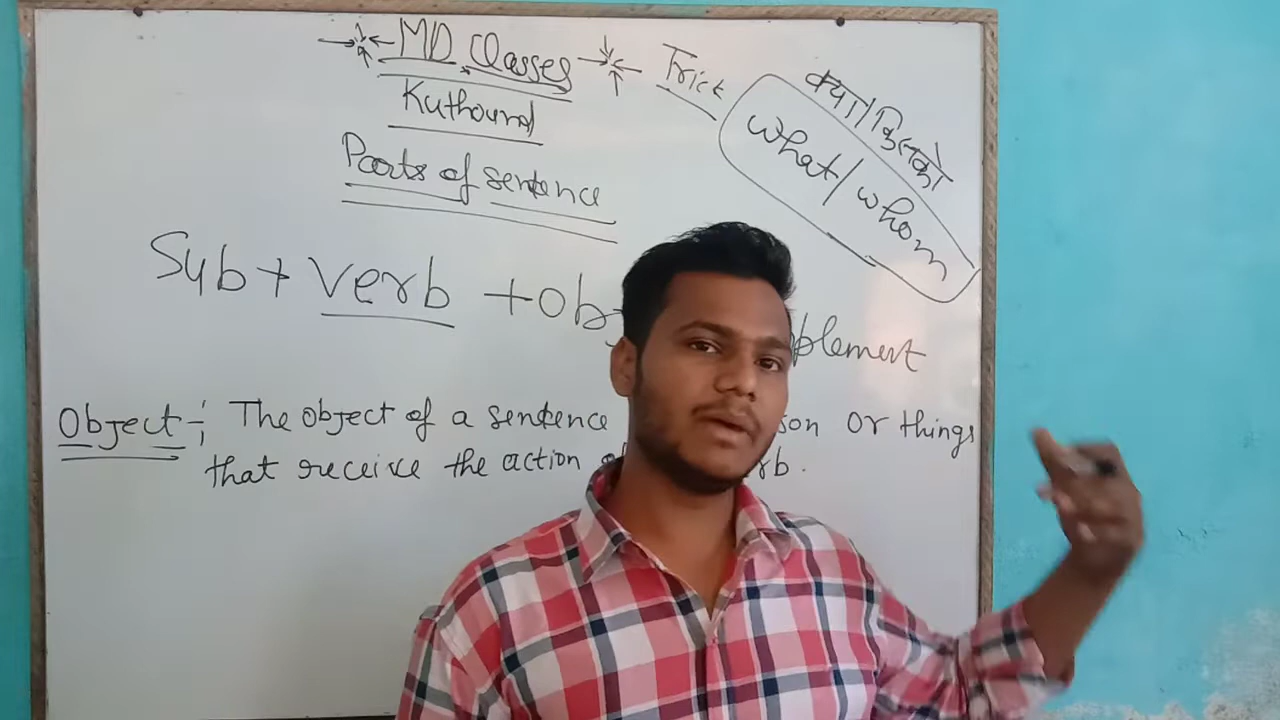 MD Classes
Kuthound
Parts of sentence
Trick
क्या/किसको
what/whom
Sub + verb + obj plement
Object - The object of a sentence son or things
that receive the action rb.